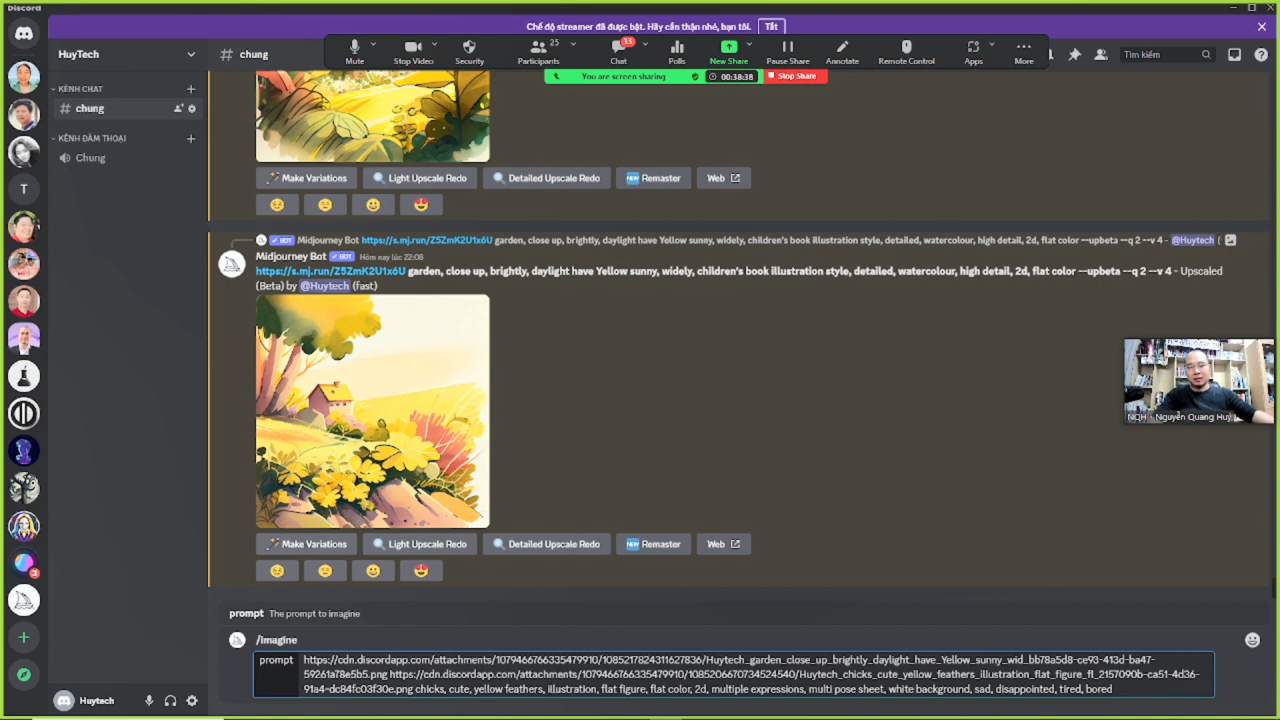 Discord
Chế độ streamer đã được bật. Hãy cẩn thận nhé, bạn tôi.
Tắt
HuyTech
# chung
Mute
Stop Video
Security
25
Participants
13
Chat
Polls
New Share
Pause Share
Annotate
Remote Control
Apps
More
Tìm kiếm
You are screen sharing
00:38:38
Stop Share
KÊNH CHAT
# chung
KÊNH ĐÀM THOẠI
Chung
T
Make Variations
Light Upscale Redo
Detailed Upscale Redo
NEW Remaster
Web
BOT Midjourney Bot https://s.mj.run/Z5ZmK2U1x6U garden, close up, brightly, daylight have Yellow sunny, widely, children's book illustration style, detailed, watercolour, high detail, 2d, flat color --upbeta --q 2 --v 4 - @Huytech (
Midjourney Bot BOT Hôm nay lúc 22:08
https://s.mj.run/Z5ZmK2U1x6U garden, close up, brightly, daylight have Yellow sunny, widely, children's book illustration style, detailed, watercolour, high detail, 2d, flat color --upbeta --q 2 --v 4 - Upscaled
(Beta) by @Huytech (fast)
Make Variations
Light Upscale Redo
Detailed Upscale Redo
NEW Remaster
Web
NQH - Nguyễn Quang Huy
prompt The prompt to imagine
/imagine
prompt https://cdn.discordapp.com/attachments/1079466766335479910/1085217824311627836/Huytech_garden_close_up_brightly_daylight_have_Yellow_sunny_wid_bb78a5d8-ce93-413d-ba47-
59261a78e5b5.png https://cdn.discordapp.com/attachments/1079466766335479910/1085206670734524540/Huytech_chicks_cute_yellow_feathers_illustration_flat_figure_fl_2157090b-ca51-4d36-
91a4-dc84fc03f30e.png chicks, cute, yellow feathers, illustration, flat figure, flat color, 2d, multiple expressions, multi pose sheet, white background, sad, disappointed, tired, bored
Huytech